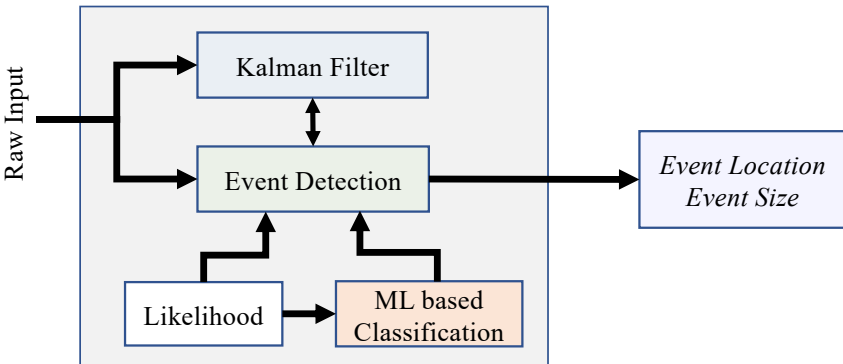 Raw Input
Kalman Filter
Event Detection
Event Location
Event Size
Likelihood
ML based
Classification